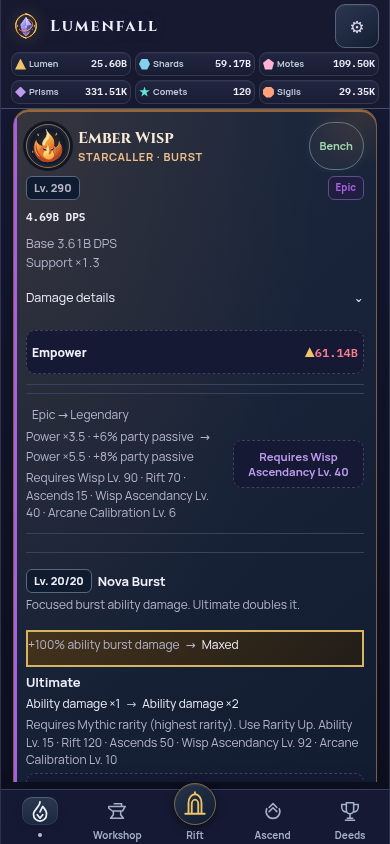 Lumenfall
Lumen 25.60B
Shards 59.17B
Motes 109.50K
Prisms 331.51K
Comets 120
Sigils 29.35K
Ember Wisp
STARCALLER · BURST
Bench
Lv. 290
Epic
4.69B DPS
Base 3.61B DPS
Support ×1.3
Damage details
Empower 61.14B
Epic → Legendary
Power ×3.5 · +6% party passive →
Power ×5.5 · +8% party passive
Requires Wisp Lv. 90 · Rift 70 ·
Ascends 15 · Wisp Ascendancy Lv.
40 · Arcane Calibration Lv. 6
Requires Wisp
Ascendancy Lv. 40
Lv. 20/20 Nova Burst
Focused burst ability damage. Ultimate doubles it.
+100% ability burst damage → Maxed
Ultimate
Ability damage ×1 → Ability damage ×2
Requires Mythic rarity (highest rarity). Use Rarity Up. Ability
Lv. 15 · Rift 120 · Ascends 50 · Wisp Ascendancy Lv. 92 · Arcane
Calibration Lv. 10
Workshop
Rift
Ascend
Deeds